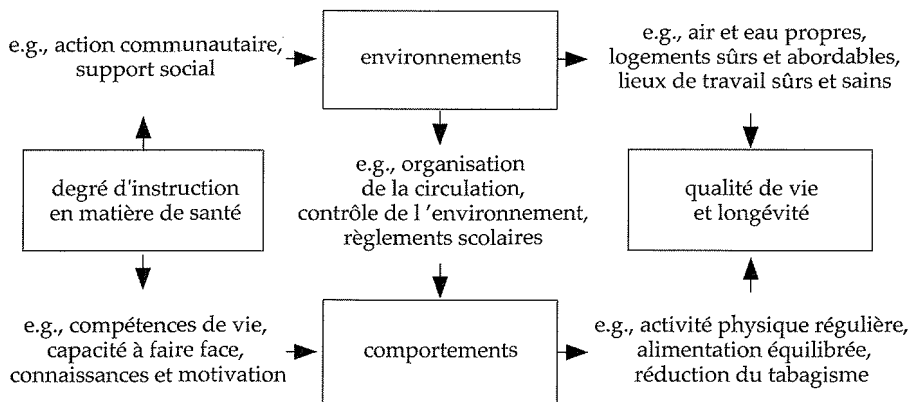 e.g., action communautaire,
support social
environnements
e.g., air et eau propres,
logements sûrs et abordables,
lieux de travail sûrs et sains
degré d'instruction
en matière de santé
e.g., organisation
de la circulation,
contrôle de l 'environnement,
règlements scolaires
qualité de vie
et longévité
e.g., compétences de vie,
capacité à faire face,
connaissances et motivation
comportements
e.g., activité physique régulière,
alimentation équilibrée,
réduction du tabagisme